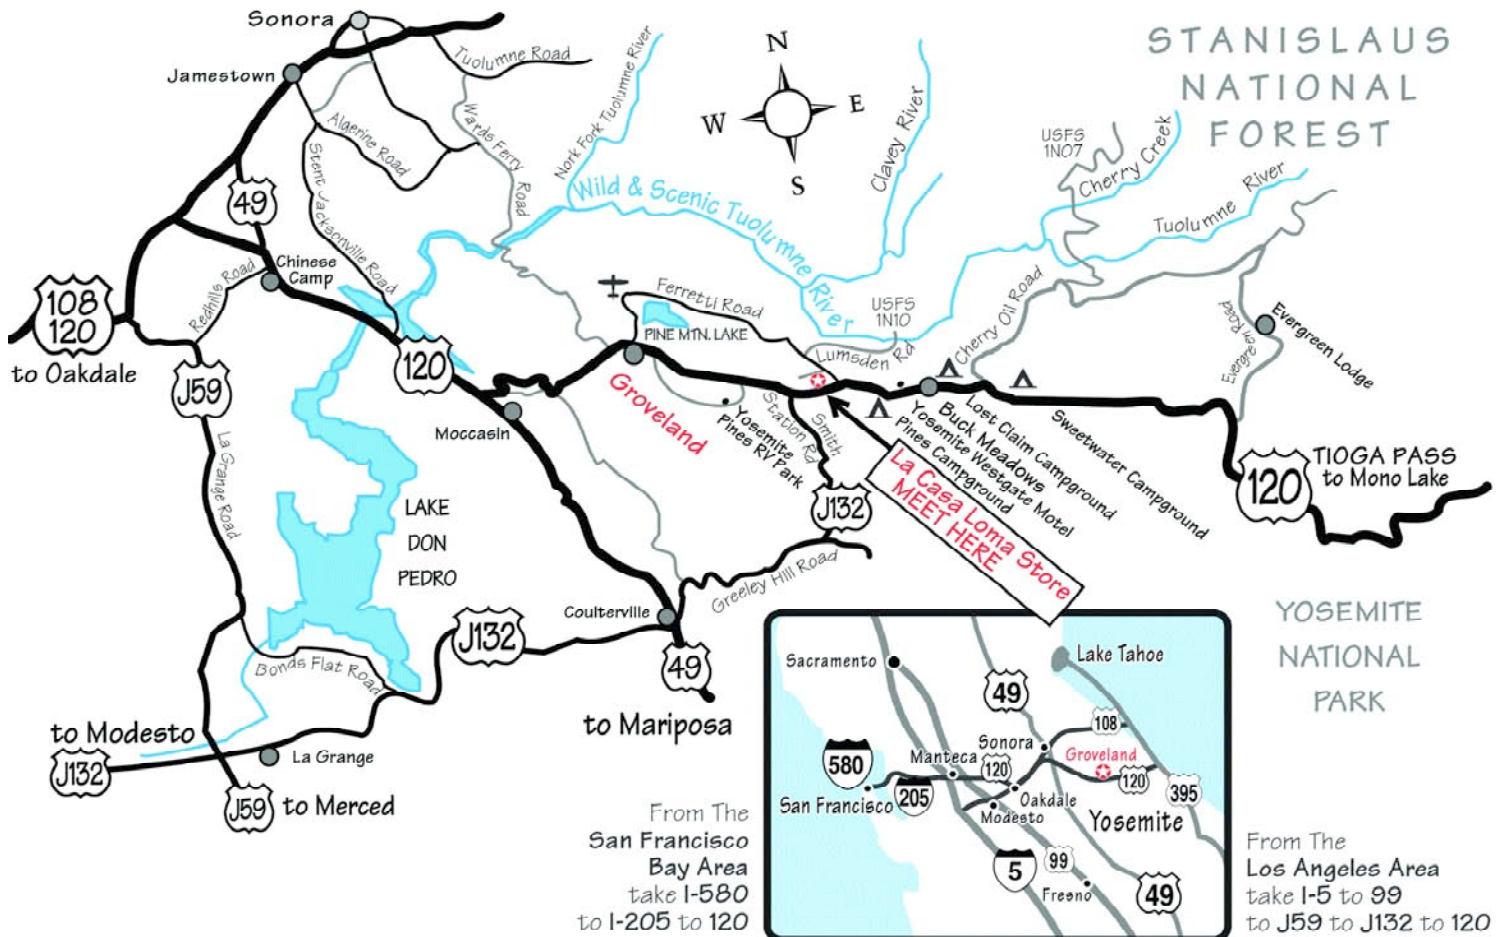 Sonora
Jamestown
Tuolumne Road
Wards Ferry Road
Algerine Road
Stent Jacksonville Road
Nork Fork Tuolumne River
Wild & Scenic Tuolumne River
N
W
E
S
Clavey River
STANISLAUS
NATIONAL
FOREST
USFS
1N07
Cherry Creek
Tuolumne River
49
Chinese
Camp
Redhills Road
108
120
to Oakdale
J59
120
Ferretti Road
PINE MTN. LAKE
USFS
1N10
Lumsden Rd
Cherry Oil Road
Evergreen Road
Evergreen Lodge
Groveland
Moccasin
La Grange Road
Yosemite
Pines RV Park
Smith
Station Rd
J132
Sweetwater Campground
Lost Claim Campground
Buck Meadows
Yosemite Westgate Motel
Pines Campground
La Casa Loma Store
MEET HERE
120
TIOGA PASS
to Mono Lake
LAKE
DON
PEDRO
Greeley Hill Road
Coulterville
J132
49
to Mariposa
Bonds Flat Road
to Modesto
J132
La Grange
J59
to Merced
YOSEMITE
NATIONAL
PARK
Sacramento
Lake Tahoe
49
108
Sonora
Groveland
Manteca
120
120
580
205
395
San Francisco
Oakdale
Modesto
Yosemite
5
99
Fresno
49
From The
San Francisco
Bay Area
take I-580
to I-205 to 120
From The
Los Angeles Area
take I-5 to 99
to J59 to J132 to 120